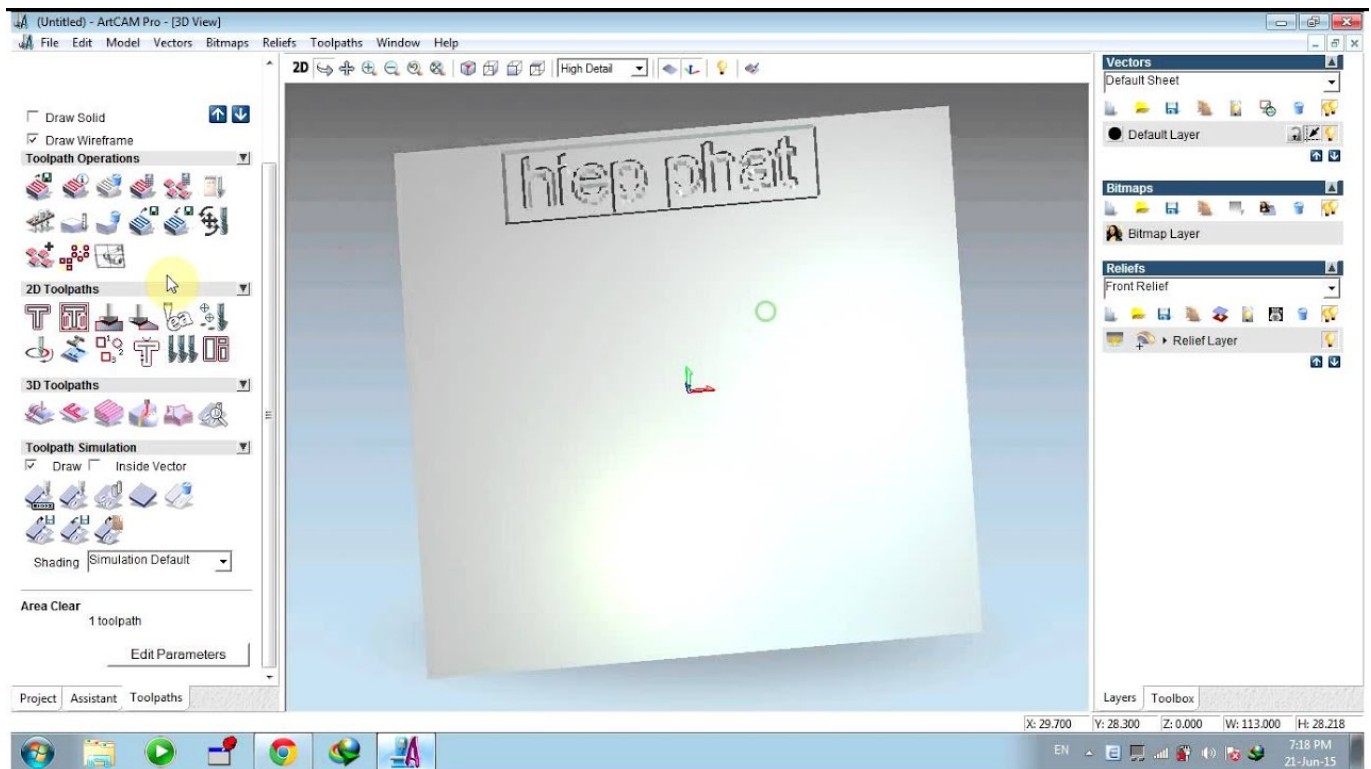 (Untitled) - ArtCAM Pro - [3D View]
File Edit Model Vectors Bitmaps Reliefs Toolpaths Window Help
2D High Detail
Draw Solid
Draw Wireframe
Toolpath Operations
2D Toolpaths
3D Toolpaths
Toolpath Simulation
Draw Inside Vector
Shading Simulation Default
Area Clear
1 toolpath
Edit Parameters
Project Assistant Toolpaths
hiep phat
Vectors
Default Sheet
Default Layer
Bitmaps
Bitmap Layer
Reliefs
Front Relief
Relief Layer
Layers Toolbox
X: 29.700 Y: 28.300 Z: 0.000 W: 113.000 H: 28.218
EN 7:18 PM
21-Jun-15